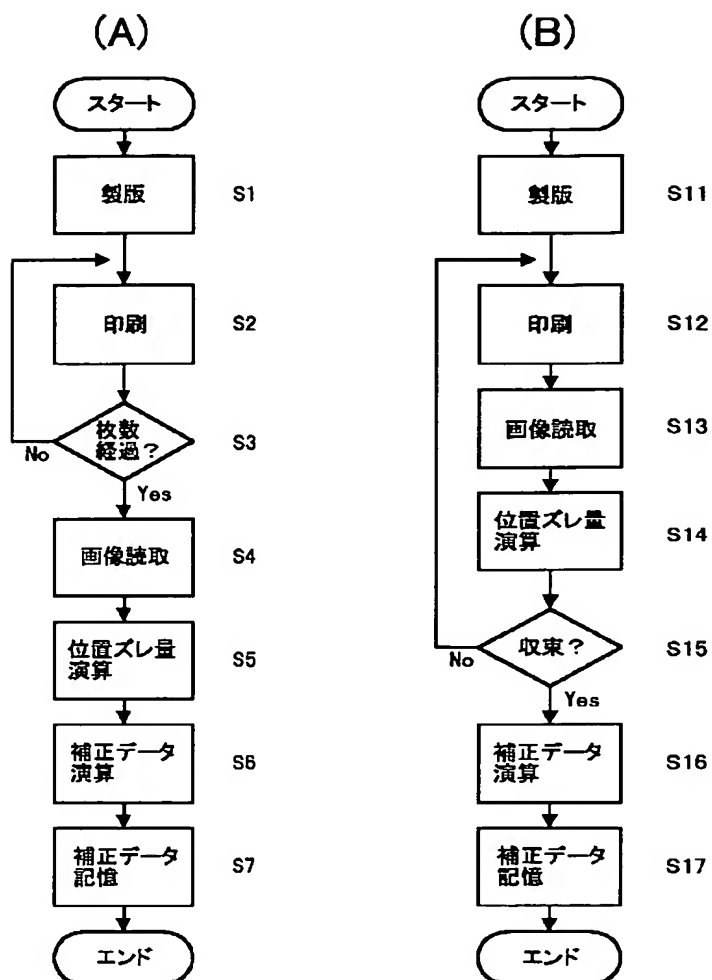 (A)
スタート
製版
S1
印刷
S2
枚数
経過?
S3
No
Yes
画像読取
S4
位置ズレ量
演算
S5
補正データ
演算
S6
補正データ
記憶
S7
エンド
(B)
スタート
製版
S11
印刷
S12
画像読取
S13
位置ズレ量
演算
S14
収束?
S15
No
Yes
補正データ
演算
S16
補正データ
記憶
S17
エンド